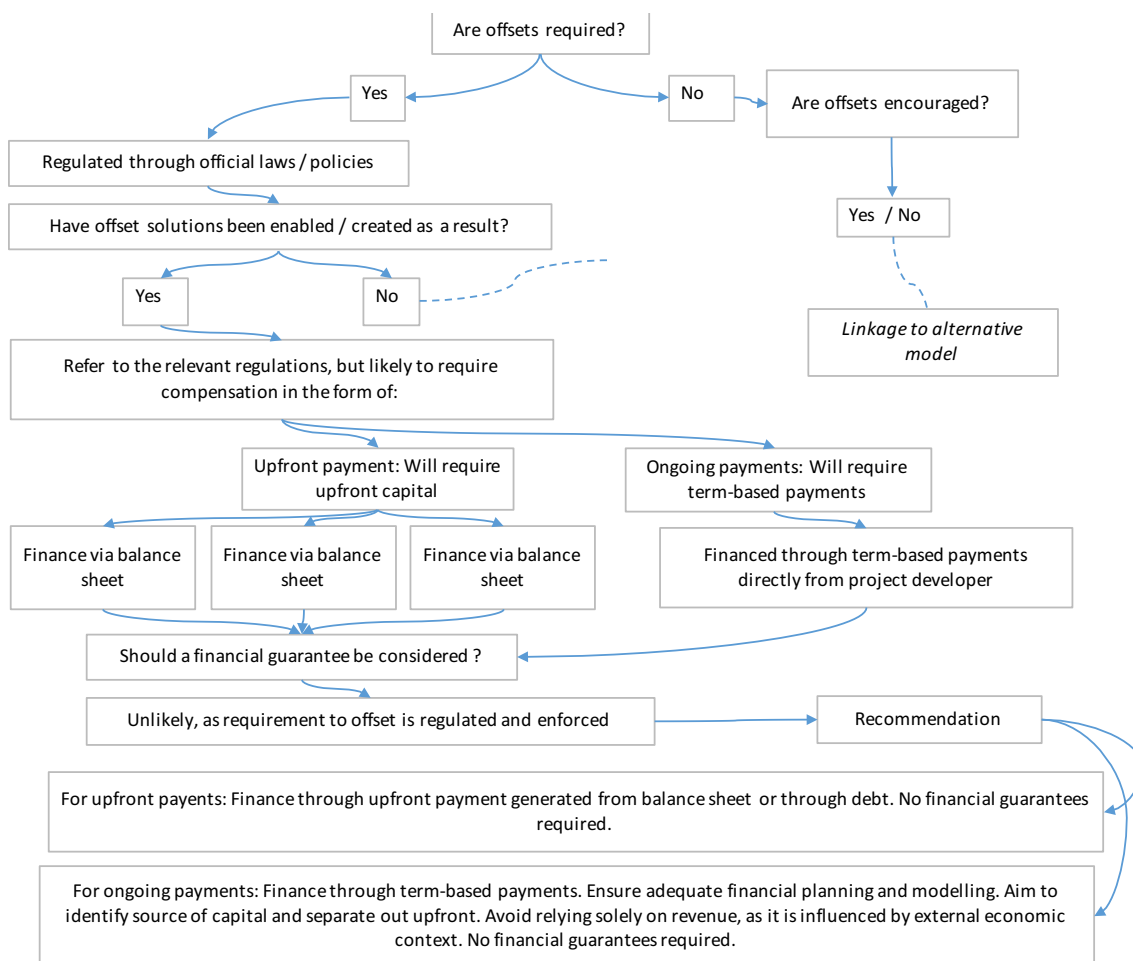 Are offsets required?
Yes
No
Are offsets encouraged?
Regulated through official laws / policies
Have offset solutions been enabled / created as a result?
Yes / No
Yes
No
Linkage to alternative
model
Refer to the relevant regulations, but likely to require
compensation in the form of:
Upfront payment: Will require
upfront capital
Ongoing payments: Will require
term-based payments
Finance via balance
sheet
Finance via balance
sheet
Finance via balance
sheet
Financed through term-based payments
directly from project developer
Should a financial guarantee be considered ?
Unlikely, as requirement to offset is regulated and enforced
Recommendation
For upfront payents: Finance through upfront payment generated from balance sheet or through debt. No financial guarantees
required.
For ongoing payments: Finance through term-based payments. Ensure adequate financial planning and modelling. Aim to
identify source of capital and separate out upfront. Avoid relying solely on revenue, as it is influenced by external economic
context. No financial guarantees required.